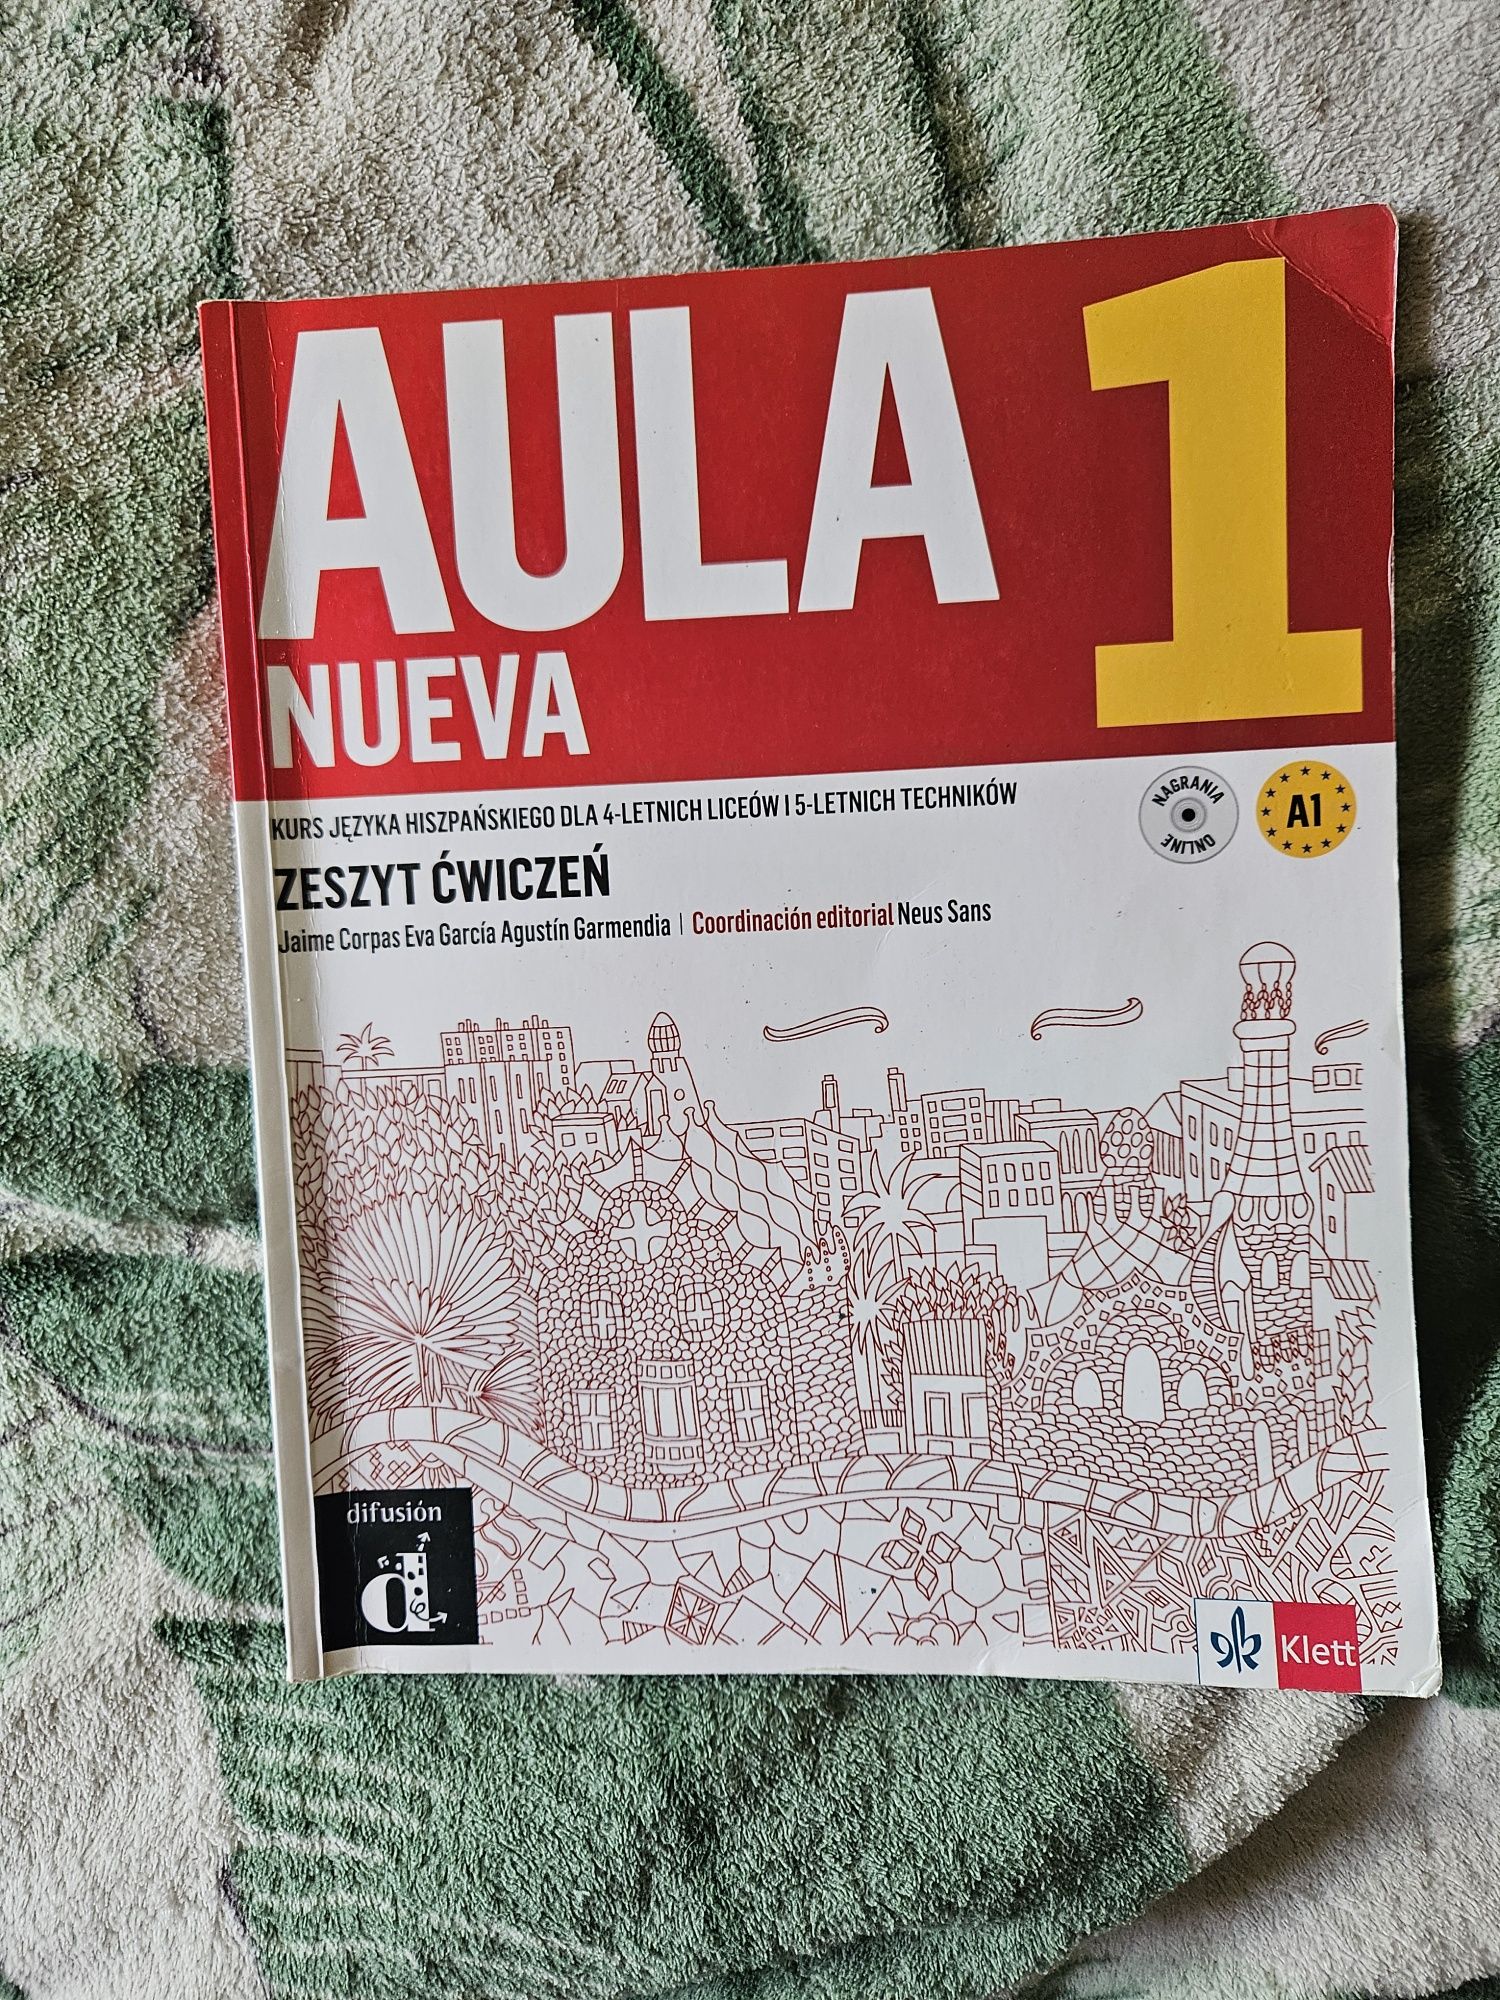 AULA 1
NUEVA
KURS JĘZYKA HISZPAŃSKIEGO DLA 4-LETNICH LICEÓW I 5-LETNICH TECHNIKÓW
NAGRANIA
ONLINE
A1
ZESZYT ĆWICZEŃ
Jaime Corpas Eva García Agustín Garmendia | Coordinación editorial Neus Sans
difusión
Klett